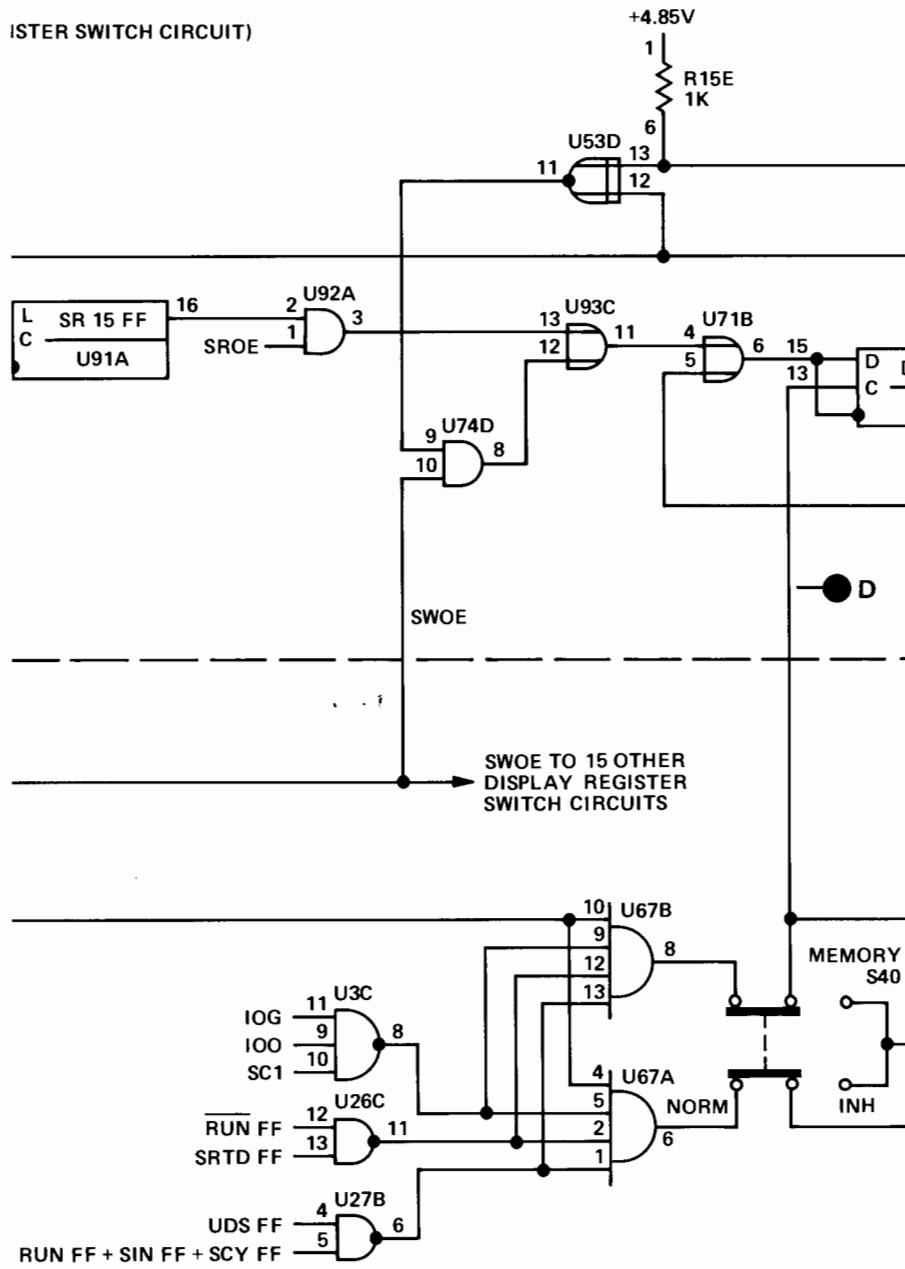 ISTER SWITCH CIRCUIT)
+4.85V
1
R15E
1K
6
U53D
11
13
12
L
C
SR 15 FF
U91A
16
U92A
2
1
3
SROE
U93C
13
12
11
U71B
4
5
6
15
13
D
C
U74D
9
10
8
D
SWOE
SWOE TO 15 OTHER
DISPLAY REGISTER
SWITCH CIRCUITS
U67B
10
9
12
13
8
MEMORY
S40
U3C
IOG
11
IOO
9
SC1
10
8
U67A
4
5
2
1
6
NORM
INH
U26C
RUN FF
12
SRTD FF
13
11
U27B
UDS FF
4
RUN FF + SIN FF + SCY FF
5
6